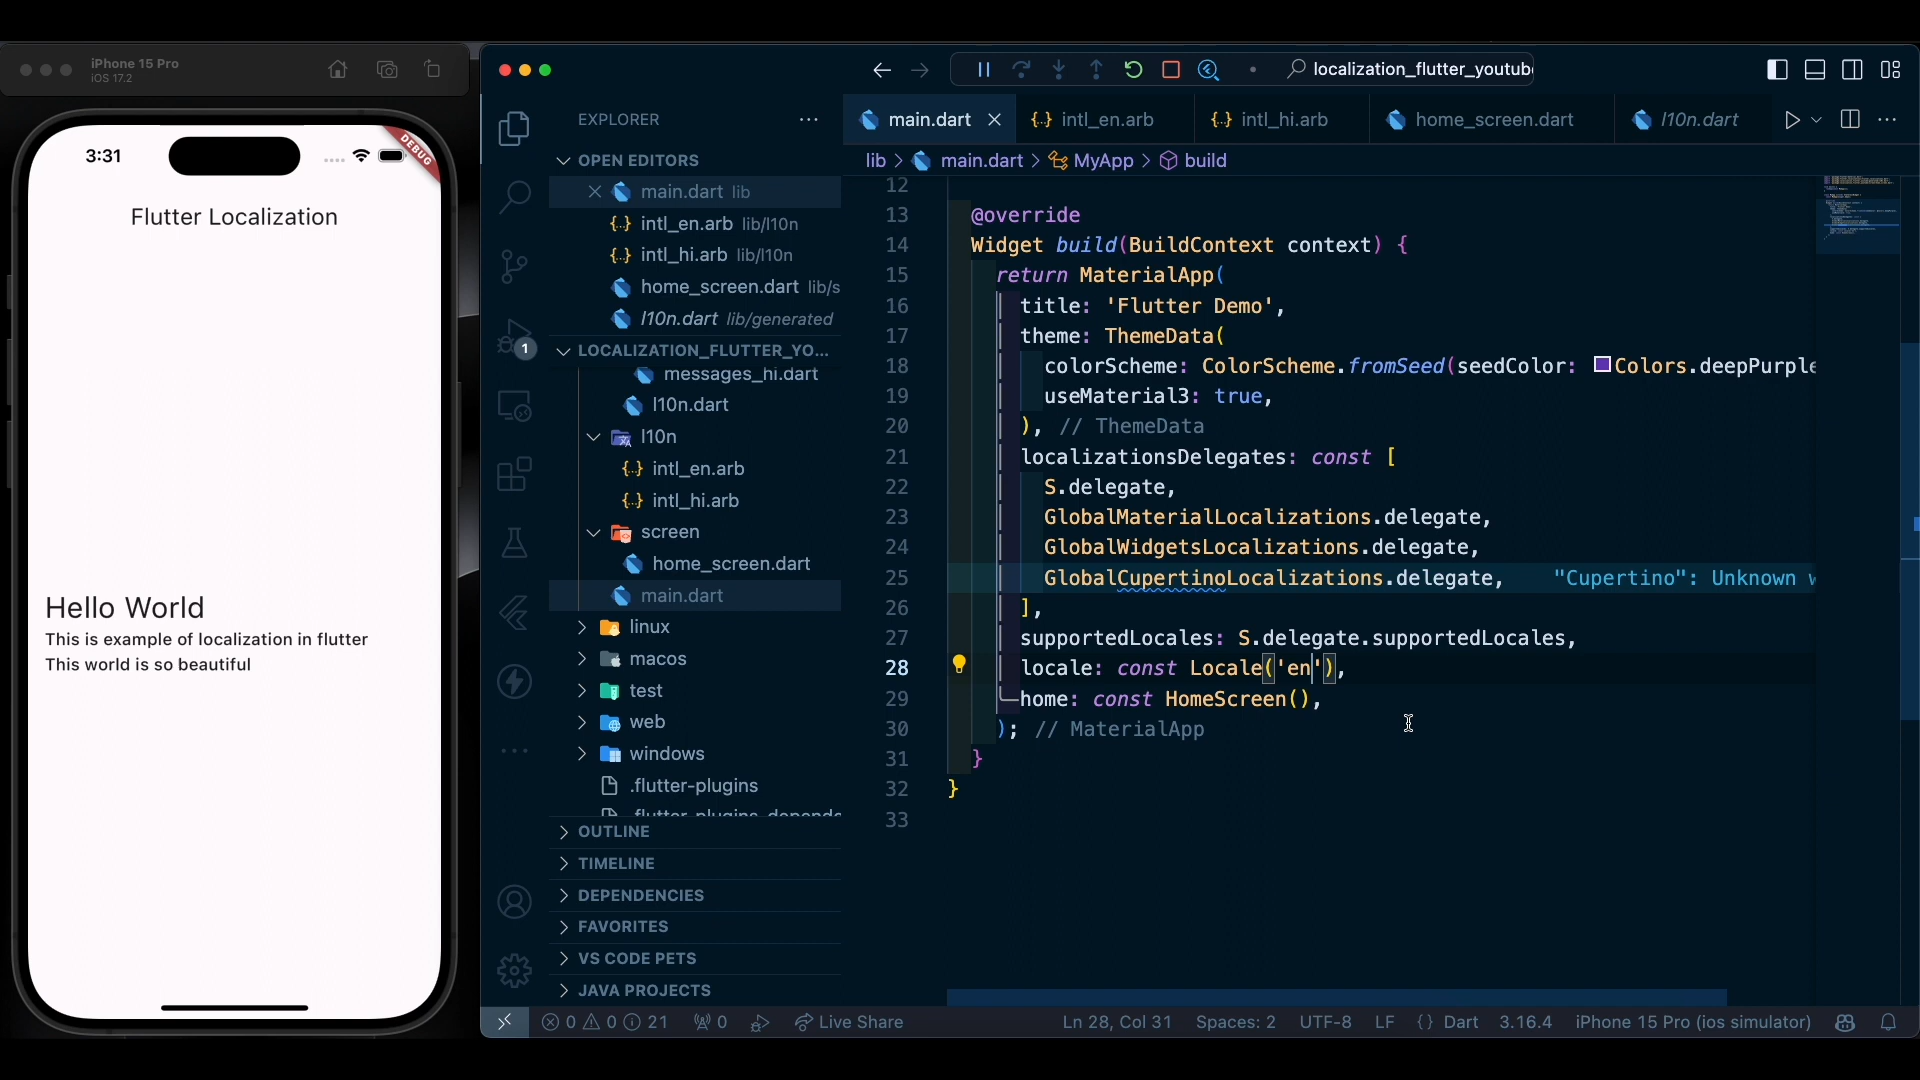 iPhone 15 Pro
iOS 17.2
3:31
DEBUG
Flutter Localization
Hello World
This is example of localization in flutter
This world is so beautiful
localization_flutter_youtub
EXPLORER
OPEN EDITORS
main.dart lib
intl_en.arb lib/l10n
intl_hi.arb lib/l10n
home_screen.dart lib/s
l10n.dart lib/generated
LOCALIZATION_FLUTTER_YO...
messages_hi.dart
l10n.dart
l10n
intl_en.arb
intl_hi.arb
screen
home_screen.dart
main.dart
linux
macos
test
web
windows
.flutter-plugins
OUTLINE
TIMELINE
DEPENDENCIES
FAVORITES
VS CODE PETS
JAVA PROJECTS
1
main.dart
intl_en.arb
intl_hi.arb
home_screen.dart
l10n.dart
lib > main.dart > MyApp > build
12
13 @override
14 Widget build(BuildContext context) {
15 return MaterialApp(
16 title: 'Flutter Demo',
17 theme: ThemeData(
18 colorScheme: ColorScheme.fromSeed(seedColor: Colors.deepPurple
19 useMaterial3: true,
20 ), // ThemeData
21 localizationsDelegates: const [
22 S.delegate,
23 GlobalMaterialLocalizations.delegate,
24 GlobalWidgetsLocalizations.delegate,
25 GlobalCupertinoLocalizations.delegate, "Cupertino": Unknown w
26 ],
27 supportedLocales: S.delegate.supportedLocales,
28 locale: const Locale('en'),
29 home: const HomeScreen(),
30 ); // MaterialApp
31 }
32 }
33
0 0 21 0 Live Share Ln 28, Col 31 Spaces: 2 UTF-8 LF {} Dart 3.16.4 iPhone 15 Pro (ios simulator)